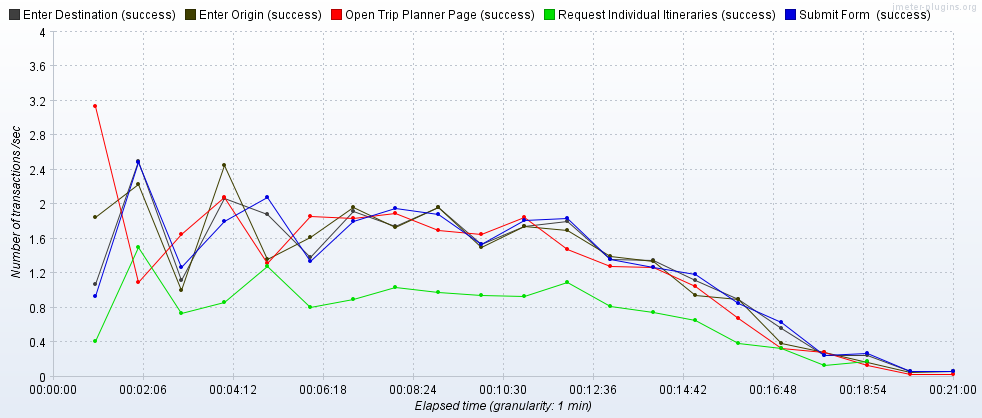 jmeter-plugins.org
Enter Destination (success) Enter Origin (success) Open Trip Planner Page (success) Request Individual Itineraries (success) Submit Form (success)
4
3.6
3.2
2.8
2.4
2
1.6
1.2
0.8
0.4
0
Number of transactions /sec
00:00:00 00:02:06 00:04:12 00:06:18 00:08:24 00:10:30 00:12:36 00:14:42 00:16:48 00:18:54 00:21:00
Elapsed time (granularity: 1 min)